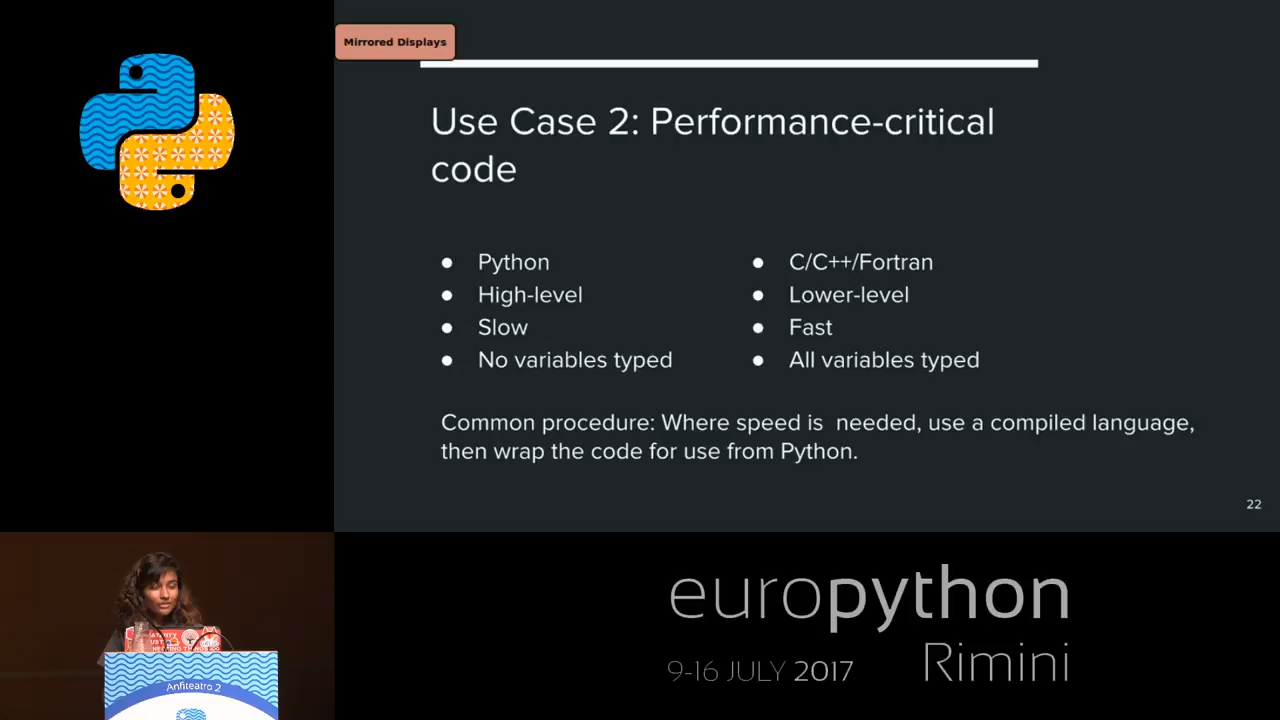 Mirrored Displays
Use Case 2: Performance-critical
code
● Python
● High-level
● Slow
● No variables typed
● C/C++/Fortran
● Lower-level
● Fast
● All variables typed
Common procedure: Where speed is  needed, use a compiled language,
then wrap the code for use from Python.
22
Anfiteatro 2
europython
9-16 JULY 2017
Rimini